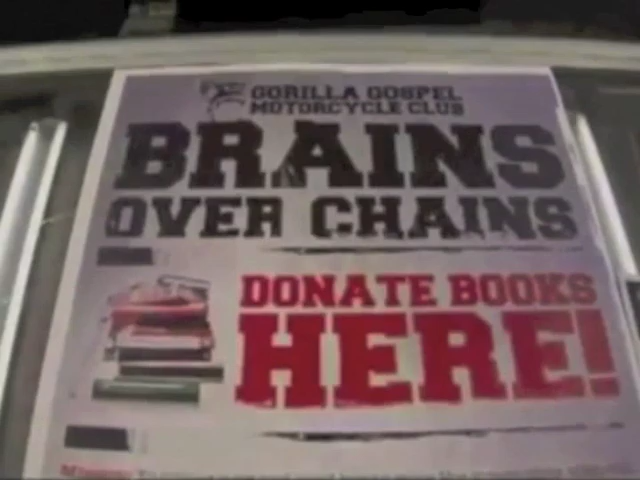 GORILLA GOSPEL
MOTORCYCLE CLUB
BRAINS
OVER CHAINS
DONATE BOOKS
HERE!